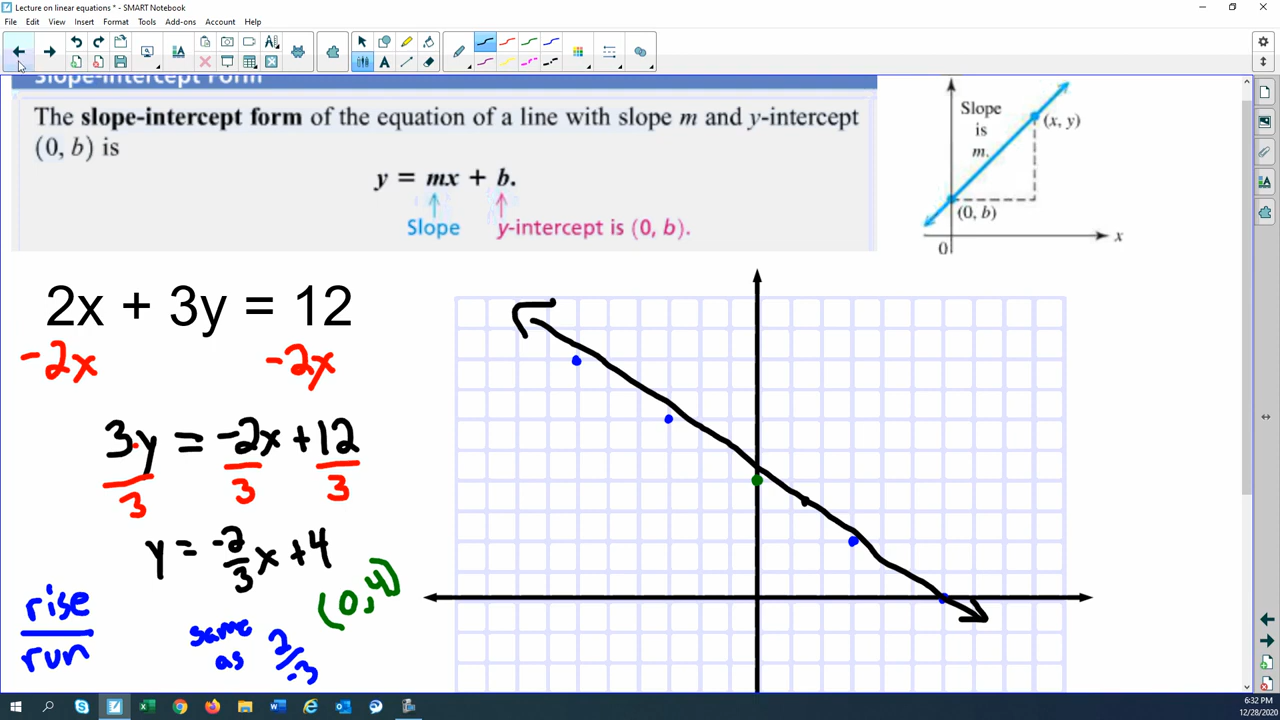 Lecture on linear equations * - SMART Notebook
File Edit View Insert Format Tools Add-ons Account Help
Slope-Intercept Form
The slope-intercept form of the equation of a line with slope m and y-intercept
(0, b) is
y = mx + b.
Slope y-intercept is (0, b).
Slope
is
m.
(x, y)
(0, b)
0
x
2x + 3y = 12
-2x -2x
3y = -2x + 12
3 3 3
y = -2/3 x + 4
(0,4)
rise
run
same
as 2/-3
6:32 PM
12/28/2020